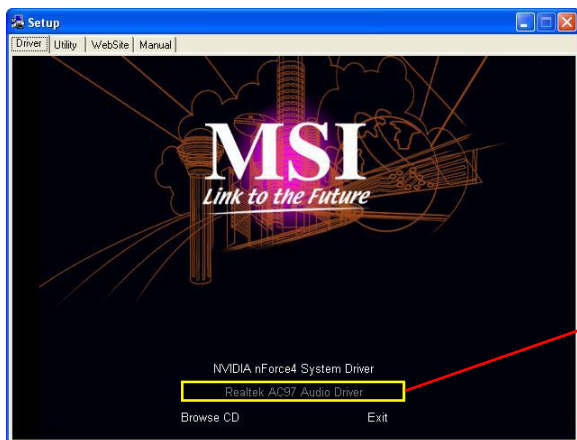 Setup
Driver Utility WebSite Manual
MSI
Link to the Future
NVIDIA nForce4 System Driver
Realtek AC97 Audio Driver
Browse CD Exit